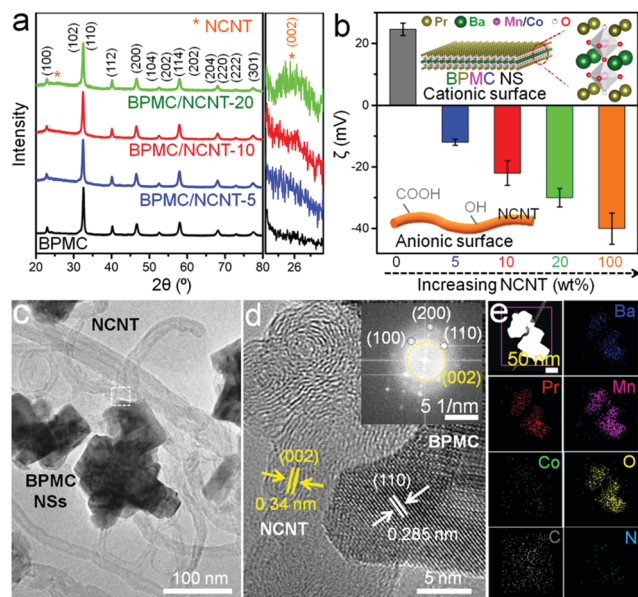 a
* NCNT
(002)
*
(100)
*
(102)
(110)
(112)
(200)
(104)
(202)
(114)
(202)
(204)
(220)
(222)
(301)
BPMC/NCNT-20
BPMC/NCNT-10
BPMC/NCNT-5
BPMC
Intensity
20 30 40 50 60 70 80
26
2θ (º)
b
Pr Ba Mn/Co O
BPMC NS
Cationic surface
20
0
-20
-40
ζ (mV)
COOH
OH
NCNT
Anionic surface
0 5 10 20 100
Increasing NCNT (wt%)
c
NCNT
BPMC
NSs
100 nm
d
(200)
(100)
(110)
(002)
5 1/nm
BPMC
(002)
0.34 nm
NCNT
(110)
0.285 nm
5 nm
e
50 nm
Ba
Pr
Mn
Co
O
C
N